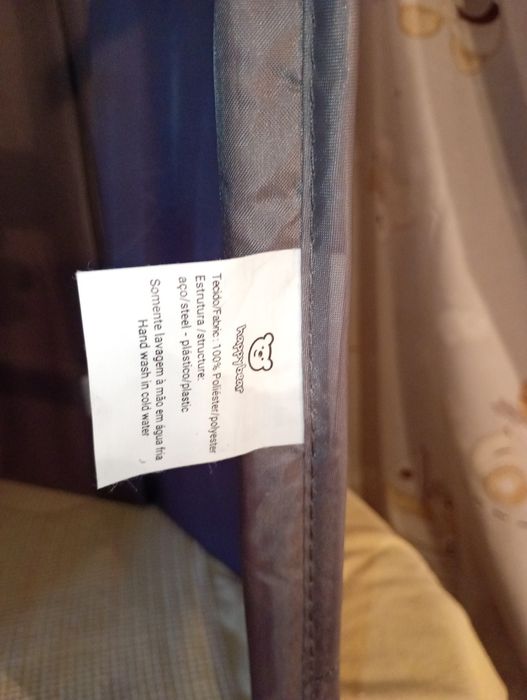 happybear
Tecido/Fabric: 100% Poliéster/polyester
Estrutura /structure:
aço/steel - plástico/plastic
Somente lavagem à mão em água fria
Hand wash in cold water